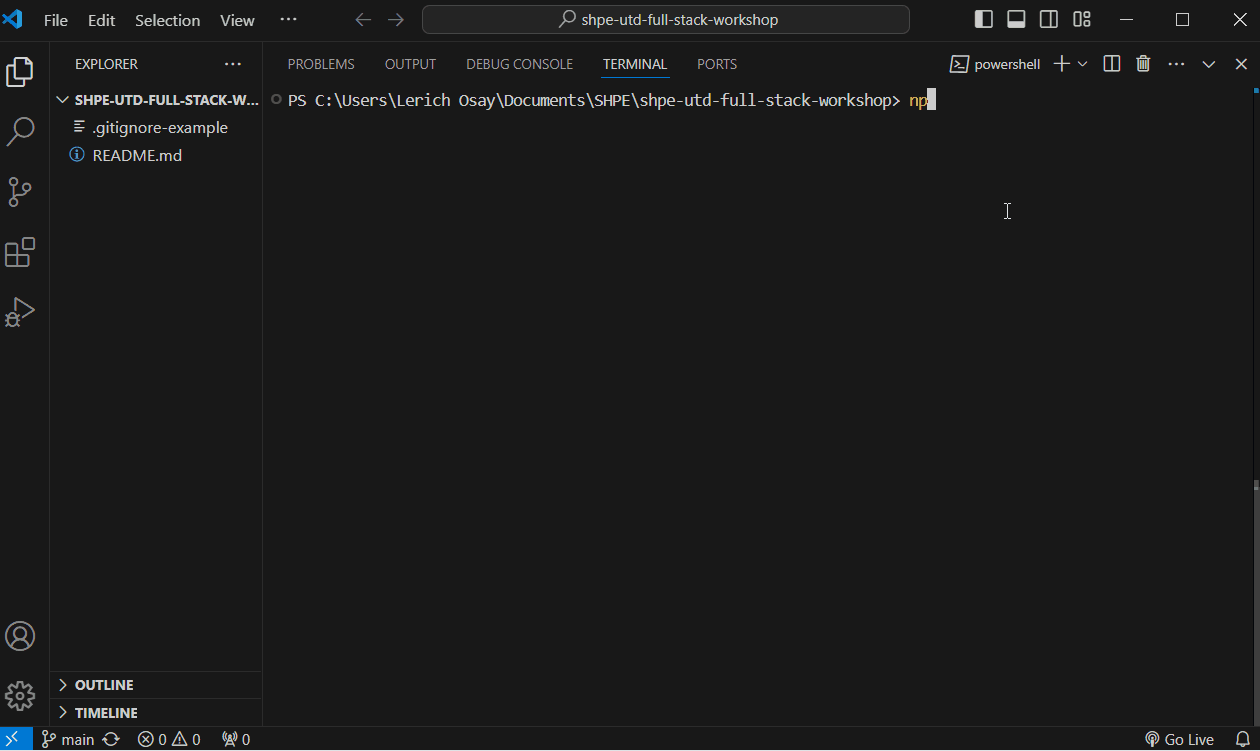 File Edit Selection View ··· shpe-utd-full-stack-workshop
EXPLORER ···
SHPE-UTD-FULL-STACK-W...
.gitignore-example
README.md
PROBLEMS OUTPUT DEBUG CONSOLE TERMINAL PORTS powershell ···
PS C:\Users\Lerich Osay\Documents\SHPE\shpe-utd-full-stack-workshop> np
OUTLINE
TIMELINE
main 0 0 0 Go Live